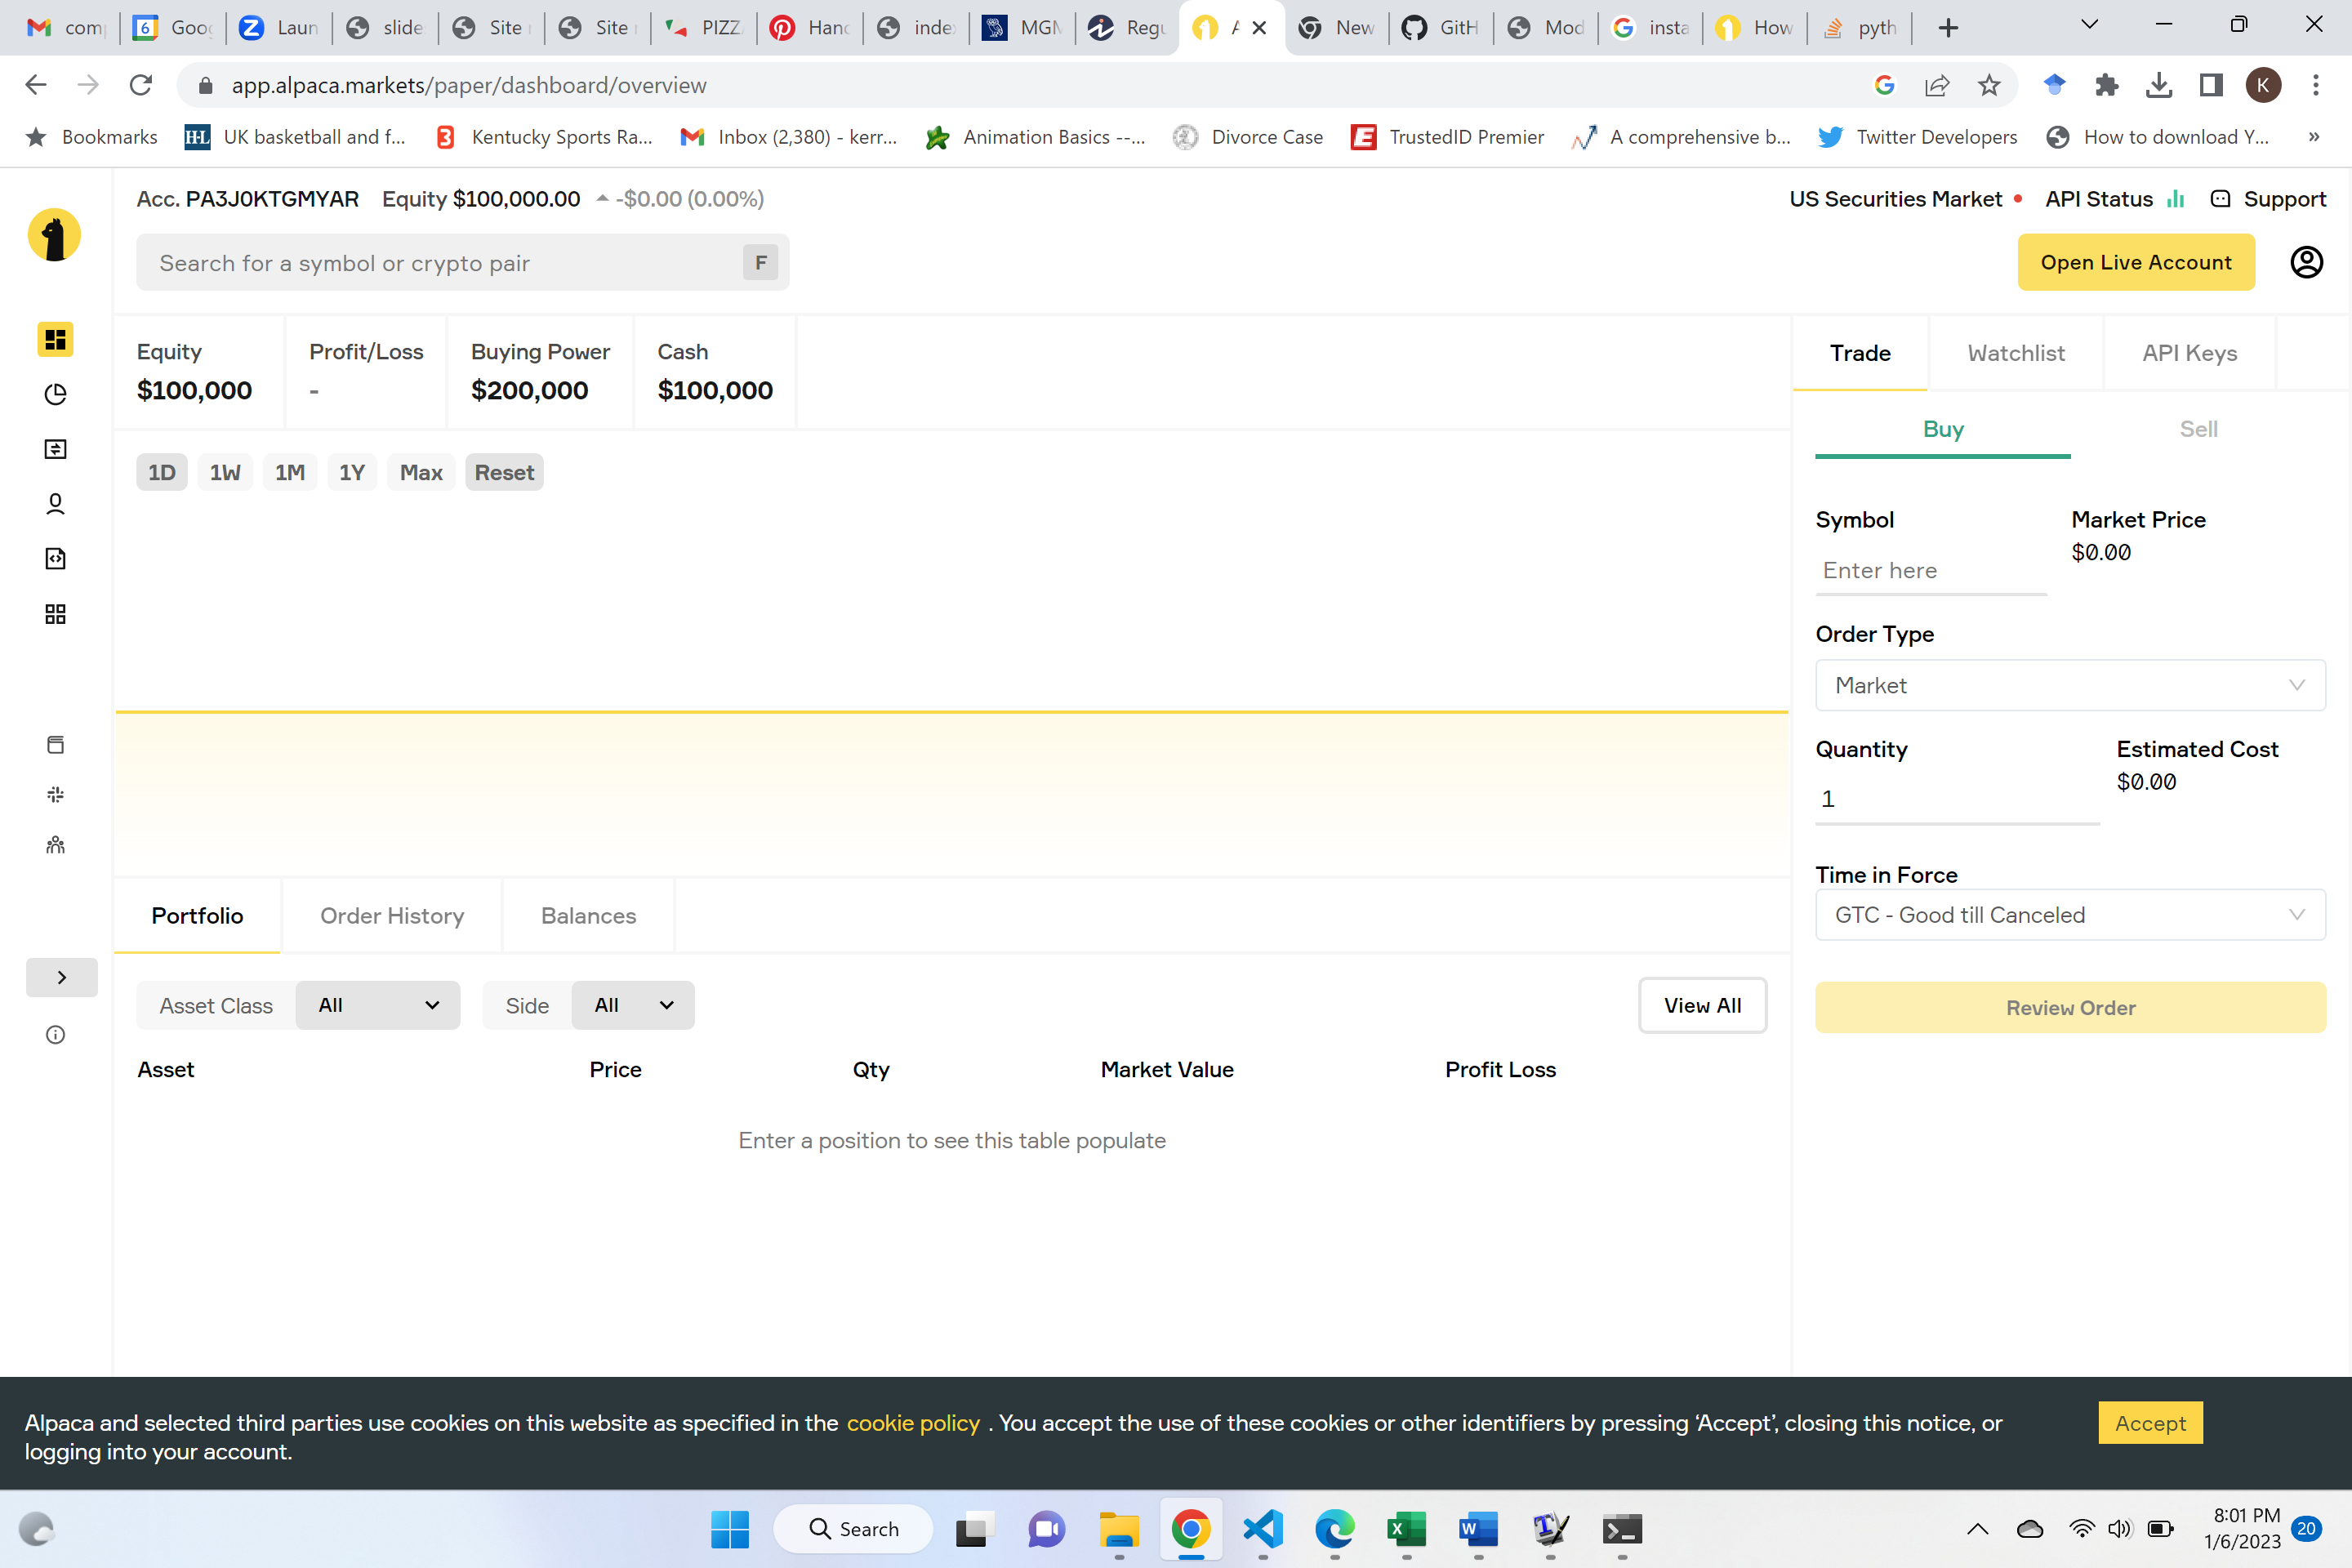 com
6
Goo
Laun
slide
Site
Site
PIZZ
Hand
inde
MGM
Regu
New
GitH
Mod
insta
How
pyth
app.alpaca.markets/paper/dashboard/overview
K
Bookmarks
UK basketball and f...
Kentucky Sports Ra...
Inbox (2,380) - kerr...
Animation Basics --...
Divorce Case
TrustedID Premier
A comprehensive b...
Twitter Developers
How to download Y...
»
Acc. PA3J0KTGMYAR Equity $100,000.00 -$0.00 (0.00%)
US Securities Market
API Status
Support
Search for a symbol or crypto pair F
Open Live Account
Equity
$100,000
Profit/Loss
-
Buying Power
$200,000
Cash
$100,000
1D 1W 1M 1Y Max Reset
Trade Watchlist API Keys
Buy Sell
Symbol
Enter here
Market Price
$0.00
Order Type
Market
Quantity
1
Estimated Cost
$0.00
Time in Force
GTC - Good till Canceled
Review Order
Portfolio Order History Balances
Asset Class All Side All View All
Asset Price Qty Market Value Profit Loss
Enter a position to see this table populate
Alpaca and selected third parties use cookies on this website as specified in the cookie policy . You accept the use of these cookies or other identifiers by pressing ‘Accept’, closing this notice, or
logging into your account.
Accept
Search
8:01 PM
1/6/2023
20